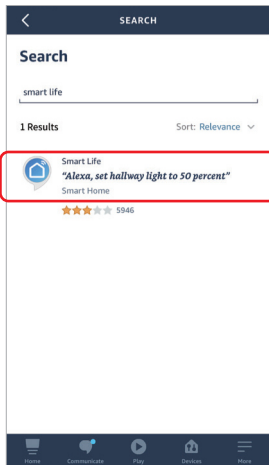 SEARCH
Search
smart life
1 Results Sort: Relevance
Smart Life
"Alexa, set hallway light to 50 percent"
Smart Home
5946
Home Communicate Play Devices More